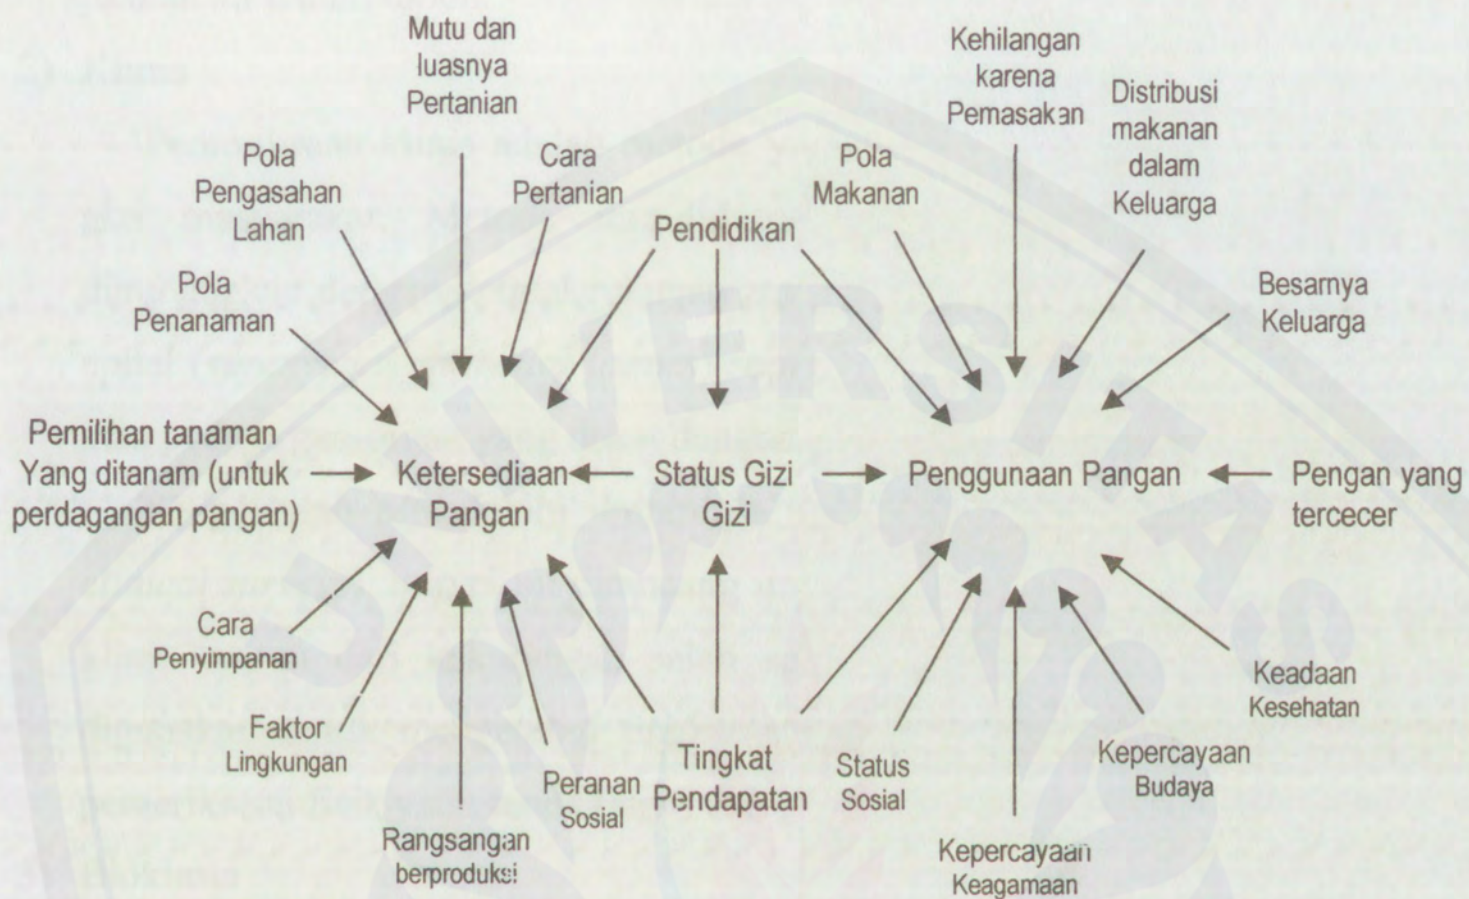 Mutu dan
luasnya
Pertanian
Kehilangan
karena
Pemasakan
Distribusi
makanan
dalam
Keluarga
Pola
Pengasahan
Lahan
Cara
Pertanian
Pola
Makanan
Pendidikan
Pola
Penanaman
Besarnya
Keluarga
Pemilihan tanaman
Yang ditanam (untuk
perdagangan pangan)
Ketersediaan
Pangan
Status Gizi
Gizi
Penggunaan Pangan
Pengan yang
tercecer
Cara
Penyimpanan
Keadaan
Kesehatan
Faktor
Lingkungan
Peranan
Sosial
Tingkat
Pendapatan
Status
Sosial
Kepercayaan
Budaya
Rangsangan
berproduksi
Kepercayaan
Keagamaan
UNIVERSITAS